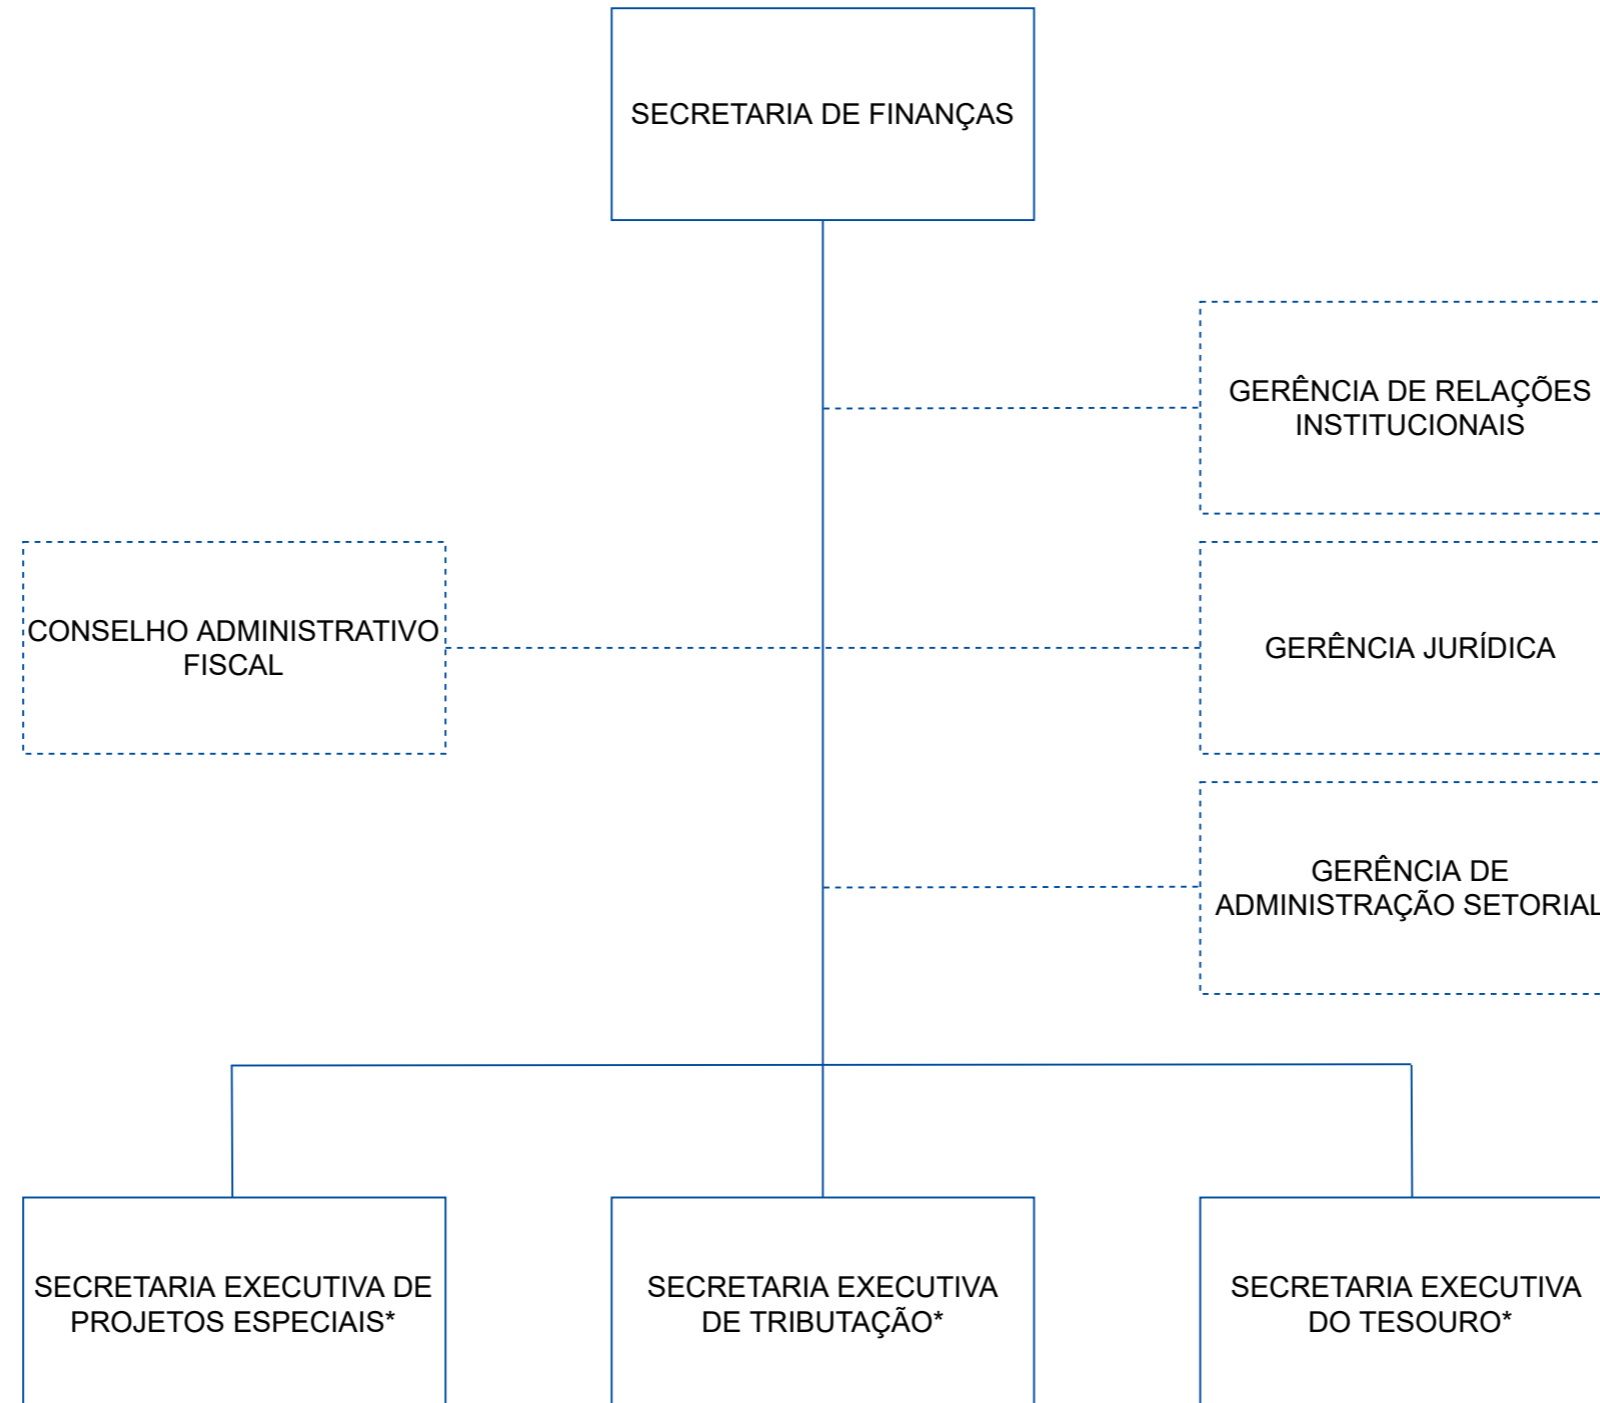 SECRETARIA DE FINANÇAS
GERÊNCIA DE RELAÇÕES
INSTITUCIONAIS
CONSELHO ADMINISTRATIVO
FISCAL
GERÊNCIA JURÍDICA
GERÊNCIA DE
ADMINISTRAÇÃO SETORIAL
SECRETARIA EXECUTIVA DE
PROJETOS ESPECIAIS*
SECRETARIA EXECUTIVA
DE TRIBUTAÇÃO*
SECRETARIA EXECUTIVA
DO TESOURO*